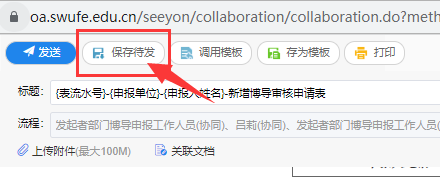 oa.swufe.edu.cn/seeyon/collaboration/collaboration.do?meth
发送 保存待发 调用模板 存为模板 打印
标题: {表流水号}-{申报单位}-{申报人姓名}-新增博导审核申请表
流程: 发起者部门博导申报工作人员(协同)、吕莉(协同)、发起者部门博导申报工作人员(
上传附件(最大100M) 关联文档